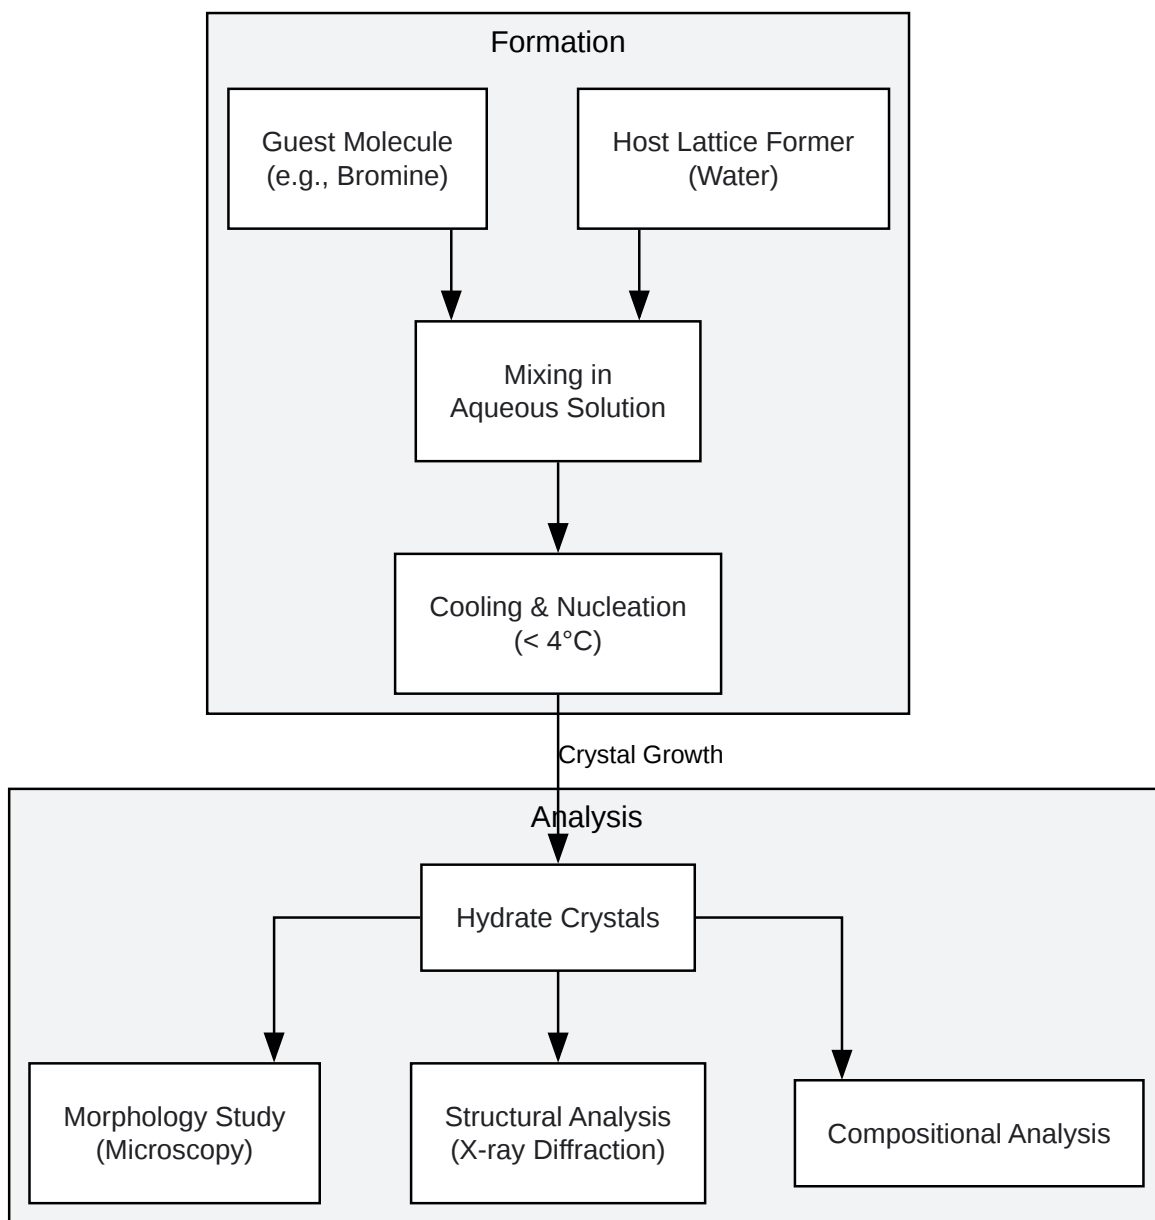 Formation
Guest Molecule
(e.g., Bromine)
Host Lattice Former
(Water)
Mixing in
Aqueous Solution
Cooling & Nucleation
(< 4°C)
Crystal Growth
Analysis
Hydrate Crystals
Morphology Study
(Microscopy)
Structural Analysis
(X-ray Diffraction)
Compositional Analysis